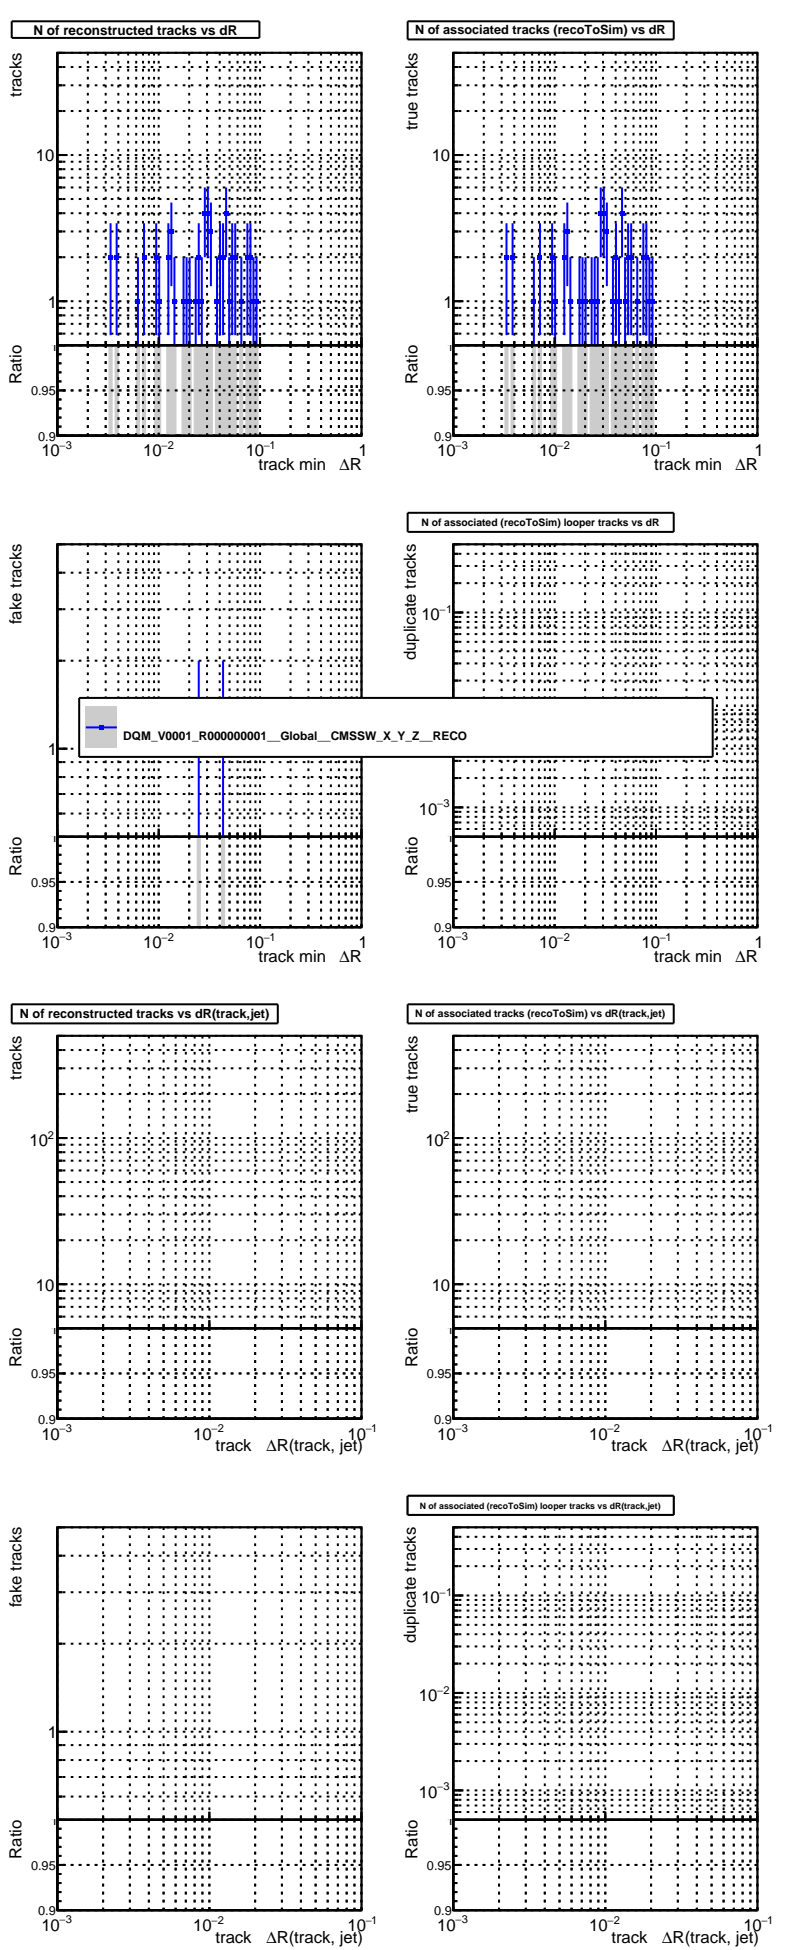 N of reconstructed tracks vs dR
tracks
10
1
Ratio
0.95
0.9
10−3
10−2
10−1
1
track min ΔR
N of associated tracks (recoToSim) vs dR
true tracks
10
1
Ratio
0.95
0.9
10−3
10−2
10−1
1
track min ΔR
fake tracks
1
Ratio
0.95
0.9
10−3
10−2
10−1
1
track min ΔR
N of associated (recoToSim) looper tracks vs dR
duplicate tracks
10−1
10−3
Ratio
0.95
0.9
10−3
10−2
10−1
1
track min ΔR
DQM_V0001_R000000001__Global__CMSSW_X_Y_Z__RECO
N of reconstructed tracks vs dR(track,jet)
tracks
102
10
Ratio
0.95
0.9
10−3
10−2
10−1
track ΔR(track, jet)
N of associated tracks (recoToSim) vs dR(track,jet)
true tracks
102
10
Ratio
0.95
0.9
10−3
10−2
10−1
track ΔR(track, jet)
fake tracks
1
Ratio
0.95
0.9
10−3
10−2
10−1
track ΔR(track, jet)
N of associated (recoToSim) looper tracks vs dR(track,jet)
duplicate tracks
10−1
10−2
10−3
Ratio
0.95
0.9
10−3
10−2
10−1
track ΔR(track, jet)